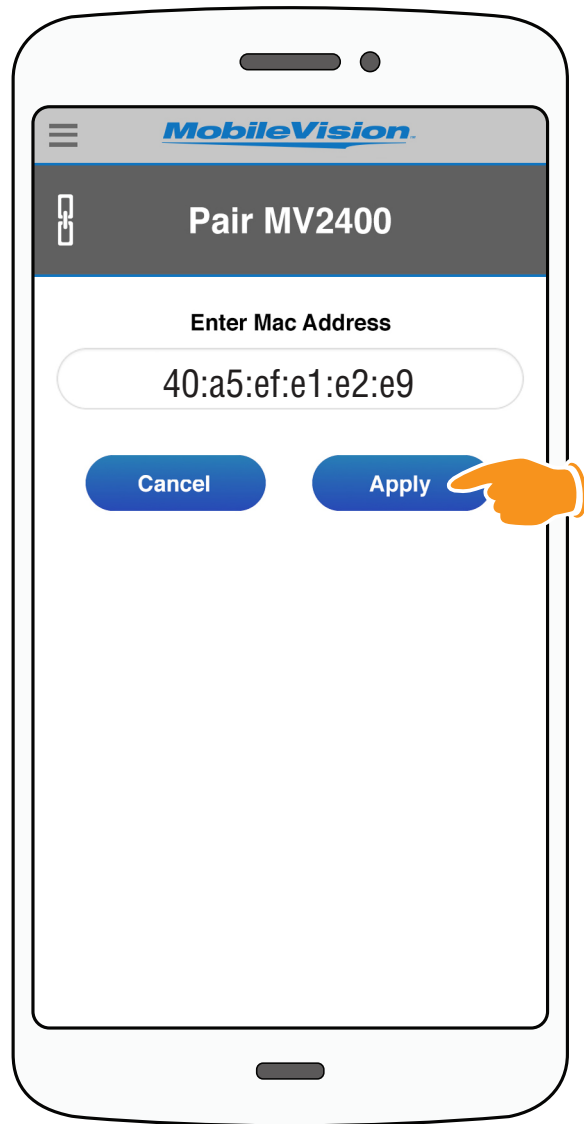 MobileVision
Pair MV2400
Enter Mac Address
40:a5:ef:e1:e2:e9
Cancel Apply